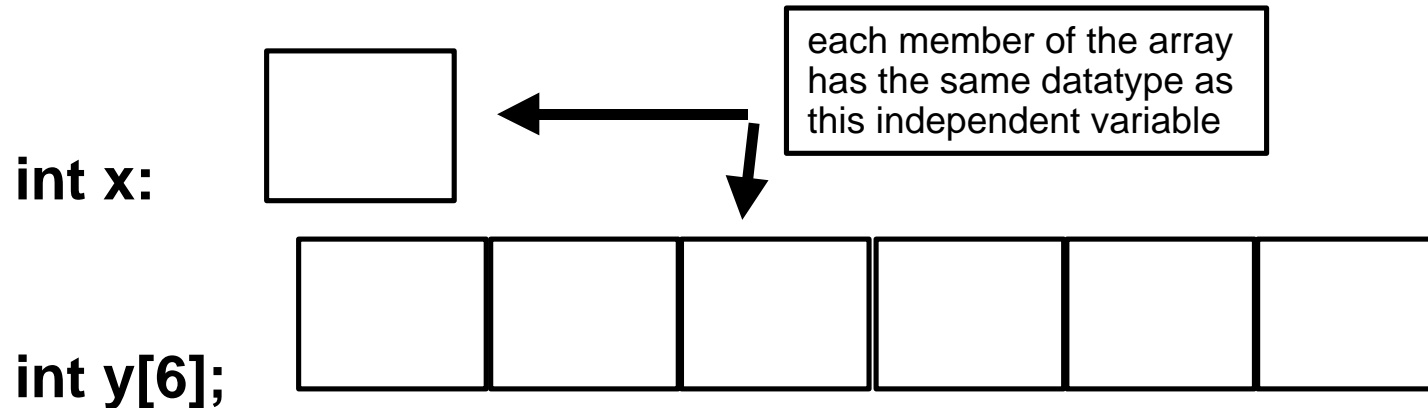 each member of the array
has the same datatype as
this independent variable
int x:
int y[6];